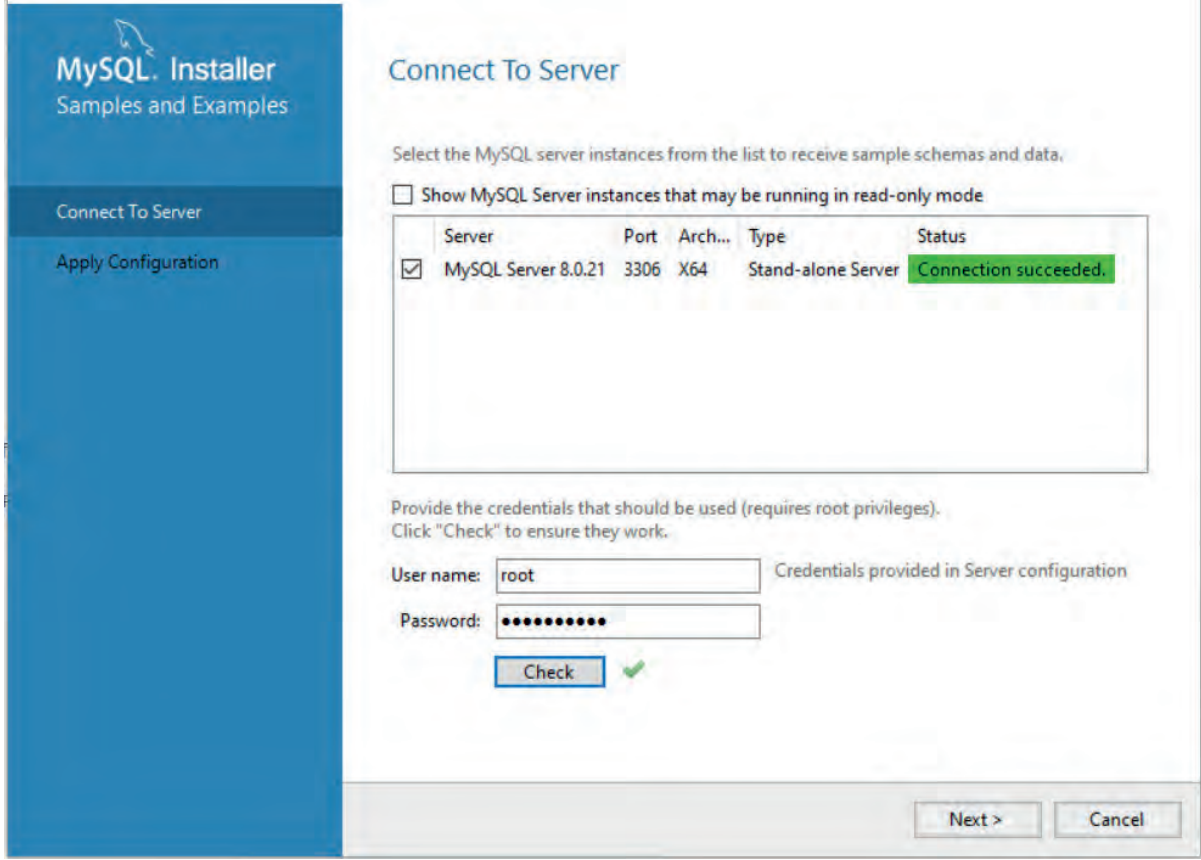 MySQL. Installer
Samples and Examples
Connect To Server
Apply Configuration
Connect To Server
Select the MySQL server instances from the list to receive sample schemas and data.
Show MySQL Server instances that may be running in read-only mode
Server Port Arch... Type Status
MySQL Server 8.0.21 3306 X64 Stand-alone Server Connection succeeded.
Provide the credentials that should be used (requires root privileges).
Click "Check" to ensure they work.
User name: root Credentials provided in Server configuration
Password: ●●●●●●●●●●
Check
Next > Cancel